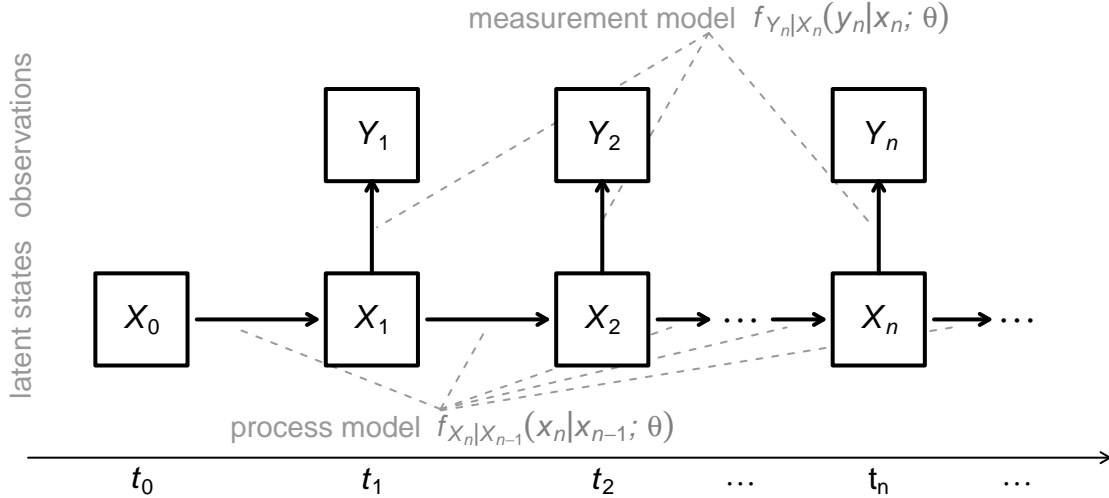 measurement model f_{Y_n|X_n}(y_n|x_n; θ)
observations
Y_1 Y_2 Y_n
latent states
X_0 X_1 X_2 ⋯ X_n ⋯
process model f_{X_n|X_{n−1}}(x_n|x_{n−1}; θ)
t_0 t_1 t_2 ⋯ t_n ⋯